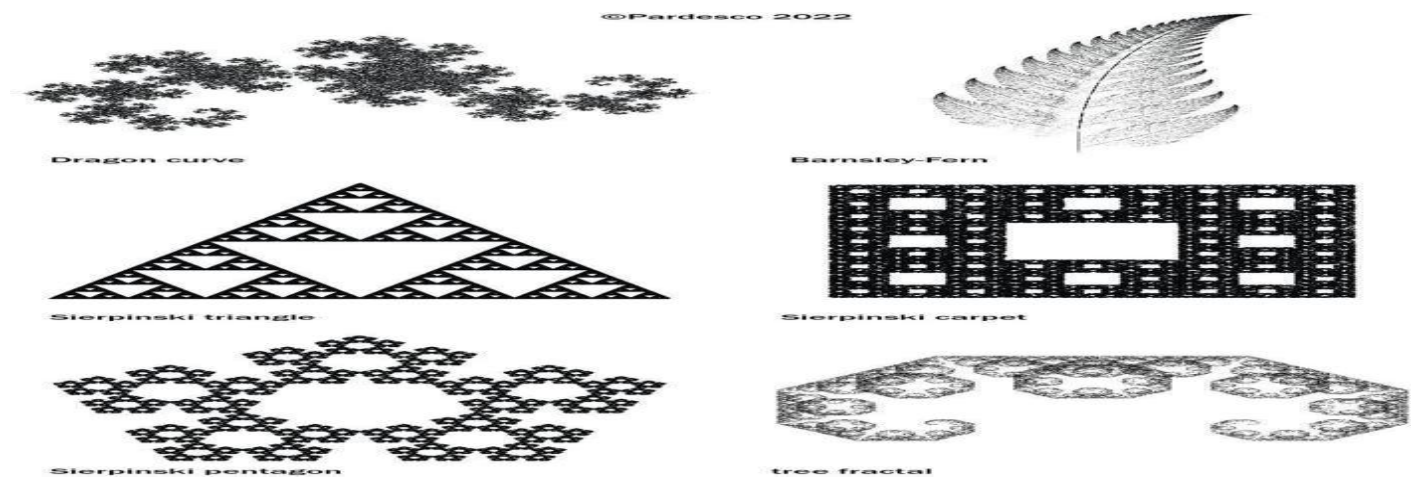 ©Pardesco 2022
Dragon curve
Barnsley-Fern
Sierpinski triangle
Sierpinski carpet
Sierpinski pentagon
tree fractal